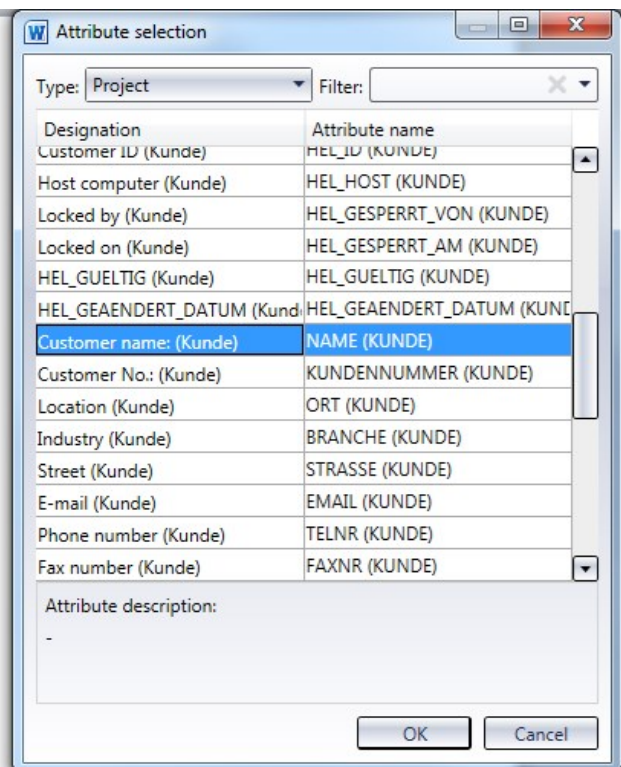 Attribute selection
Type: Project Filter:
Designation Attribute name
Customer ID (Kunde) HEL_ID (KUNDE)
Host computer (Kunde) HEL_HOST (KUNDE)
Locked by (Kunde) HEL_GESPERRT_VON (KUNDE)
Locked on (Kunde) HEL_GESPERRT_AM (KUNDE)
HEL_GUELTIG (Kunde) HEL_GUELTIG (KUNDE)
HEL_GEAENDERT_DATUM (Kund HEL_GEAENDERT_DATUM (KUND
Customer name: (Kunde) NAME (KUNDE)
Customer No.: (Kunde) KUNDENNUMMER (KUNDE)
Location (Kunde) ORT (KUNDE)
Industry (Kunde) BRANCHE (KUNDE)
Street (Kunde) STRASSE (KUNDE)
E-mail (Kunde) EMAIL (KUNDE)
Phone number (Kunde) TELNR (KUNDE)
Fax number (Kunde) FAXNR (KUNDE)
Attribute description:
-
OK Cancel